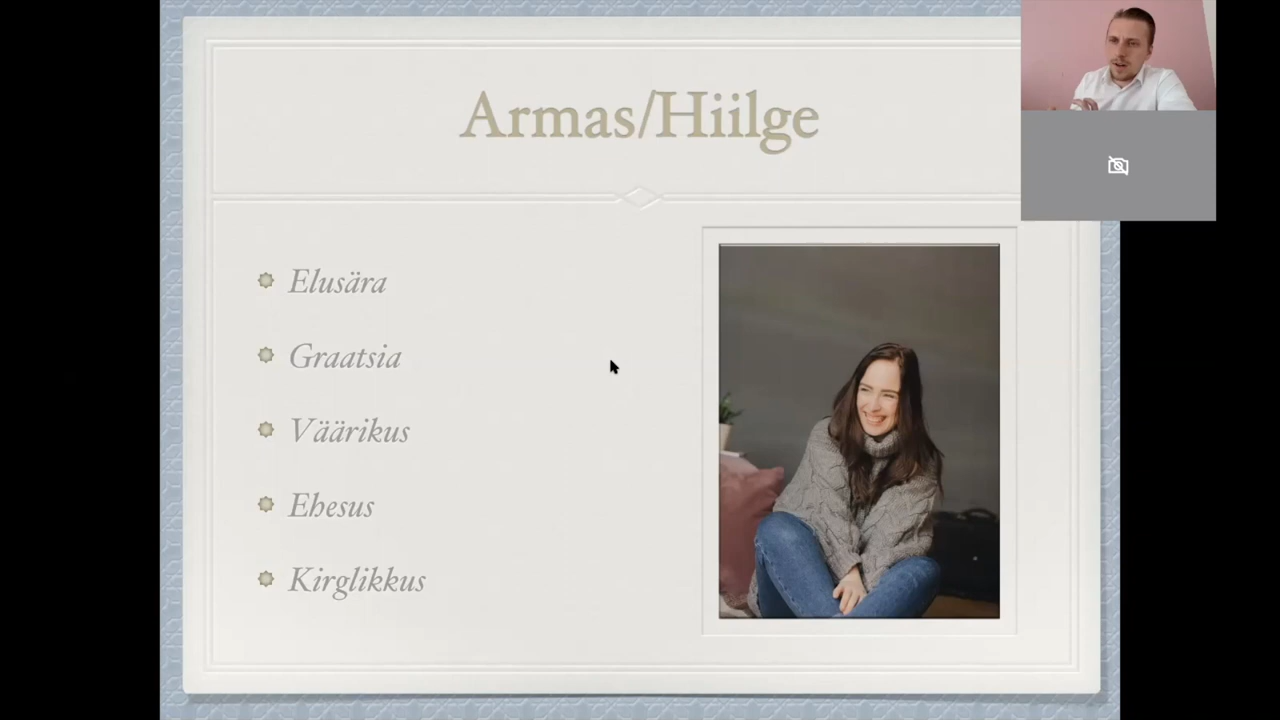 Armas/Hiilge
Elusära
Graatsia
Väärikus
Ehesus
Kirglikkus